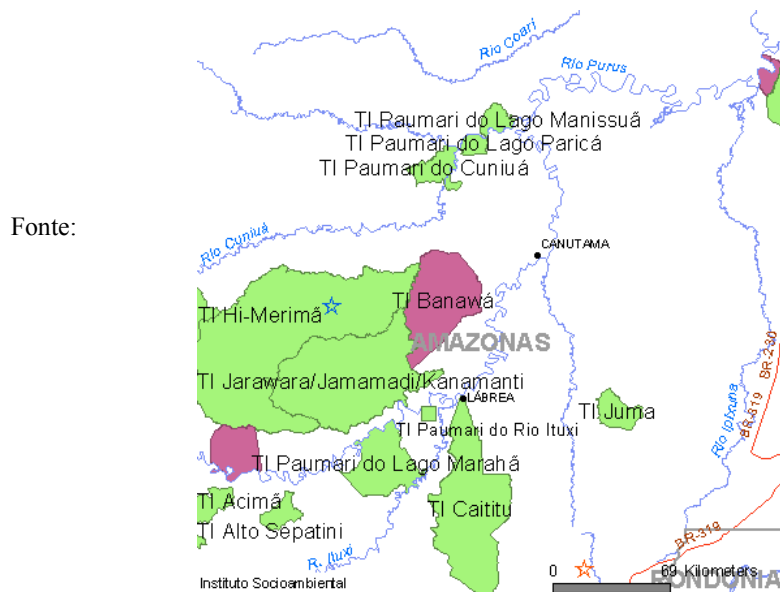 Rio Coari
Rio Purus
TI Paumari do Lago Manissuã
TI Paumari do Lago Paricá
TI Paumari do Cuniuá
Fonte:
Rio Cuniuá
CANUTAMA
TI Hi-Merimã
TI Banawá
AMAZONAS
TI Jarawara/Jamamadi/Kanamanti
LÁBREA
TI Juma
Rio Ipixuna
BR-319 BR-230
TI Paumari do Rio Ituxi
TI Paumari do Lago Marahã
TI Acimã
TI Caititu
TI Alto Sepatini
R. Ituxi
BR-319
Instituto Socioambiental
0 69 Kilometers
RONDONIA